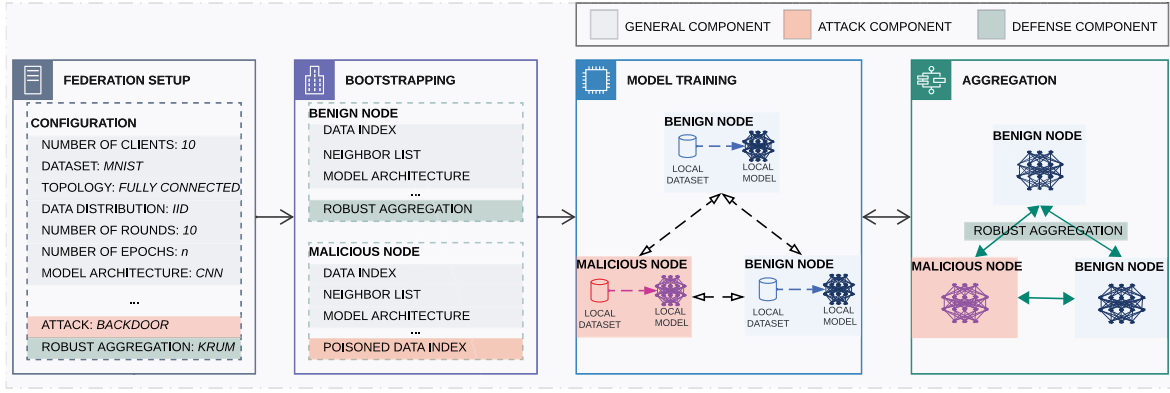 GENERAL COMPONENT
ATTACK COMPONENT
DEFENSE COMPONENT
FEDERATION SETUP
CONFIGURATION
NUMBER OF CLIENTS: 10
DATASET: MNIST
TOPOLOGY: FULLY CONNECTED
DATA DISTRIBUTION: IID
NUMBER OF ROUNDS: 10
NUMBER OF EPOCHS: n
MODEL ARCHITECTURE: CNN
...
ATTACK: BACKDOOR
ROBUST AGGREGATION: KRUM
BOOTSTRAPPING
BENIGN NODE
DATA INDEX
NEIGHBOR LIST
MODEL ARCHITECTURE
...
ROBUST AGGREGATION
MALICIOUS NODE
DATA INDEX
NEIGHBOR LIST
MODEL ARCHITECTURE
...
POISONED DATA INDEX
MODEL TRAINING
BENIGN NODE
LOCAL
DATASET
LOCAL
MODEL
MALICIOUS NODE
LOCAL
DATASET
LOCAL
MODEL
BENIGN NODE
LOCAL
DATASET
LOCAL
MODEL
AGGREGATION
BENIGN NODE
ROBUST AGGREGATION
MALICIOUS NODE
BENIGN NODE